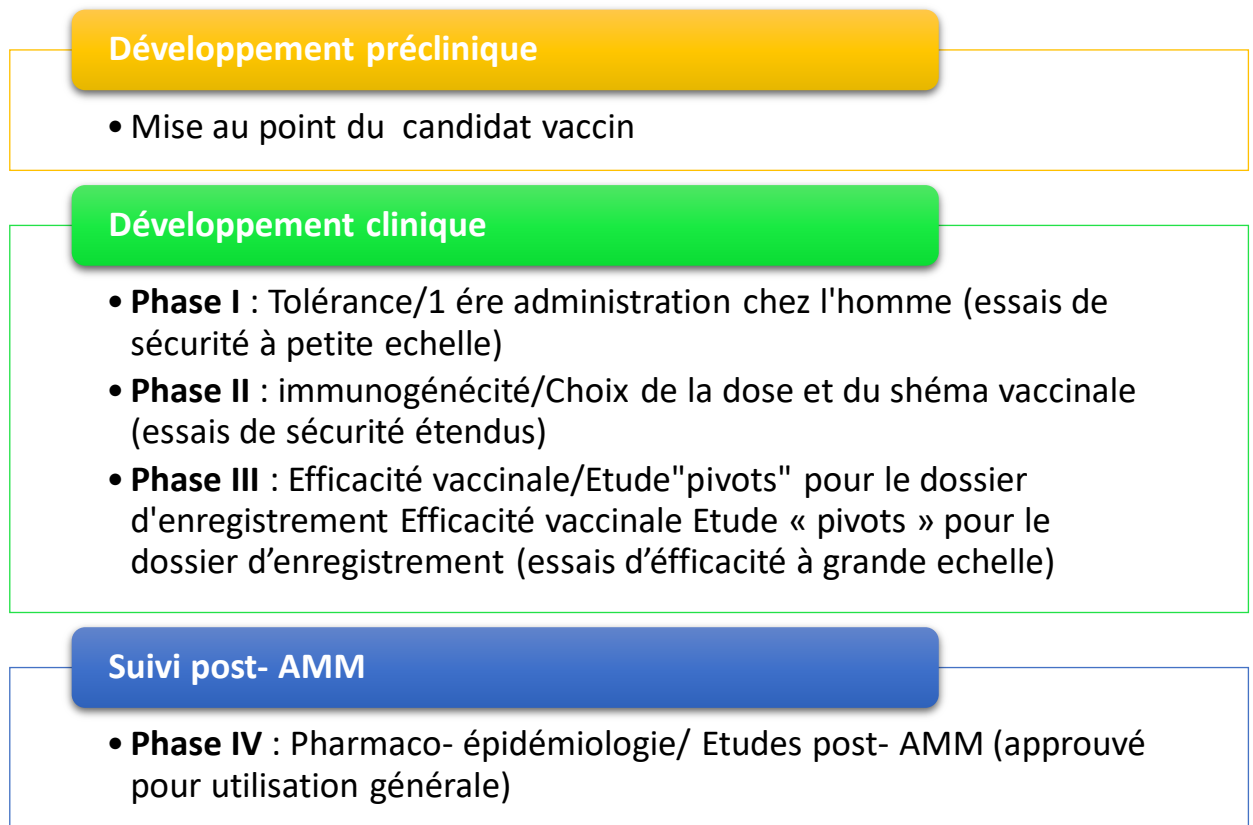 Développement préclinique
• Mise au point du candidat vaccin
Développement clinique
• Phase I : Tolérance/1 ére administration chez l'homme (essais de
sécurité à petite echelle)
• Phase II : immunogénécité/Choix de la dose et du shéma vaccinale
(essais de sécurité étendus)
• Phase III : Efficacité vaccinale/Etude"pivots" pour le dossier
d'enregistrement Efficacité vaccinale Etude « pivots » pour le
dossier d’enregistrement (essais d’éfficacité à grande echelle)
Suivi post- AMM
• Phase IV : Pharmaco- épidémiologie/ Etudes post- AMM (approuvé
pour utilisation générale)